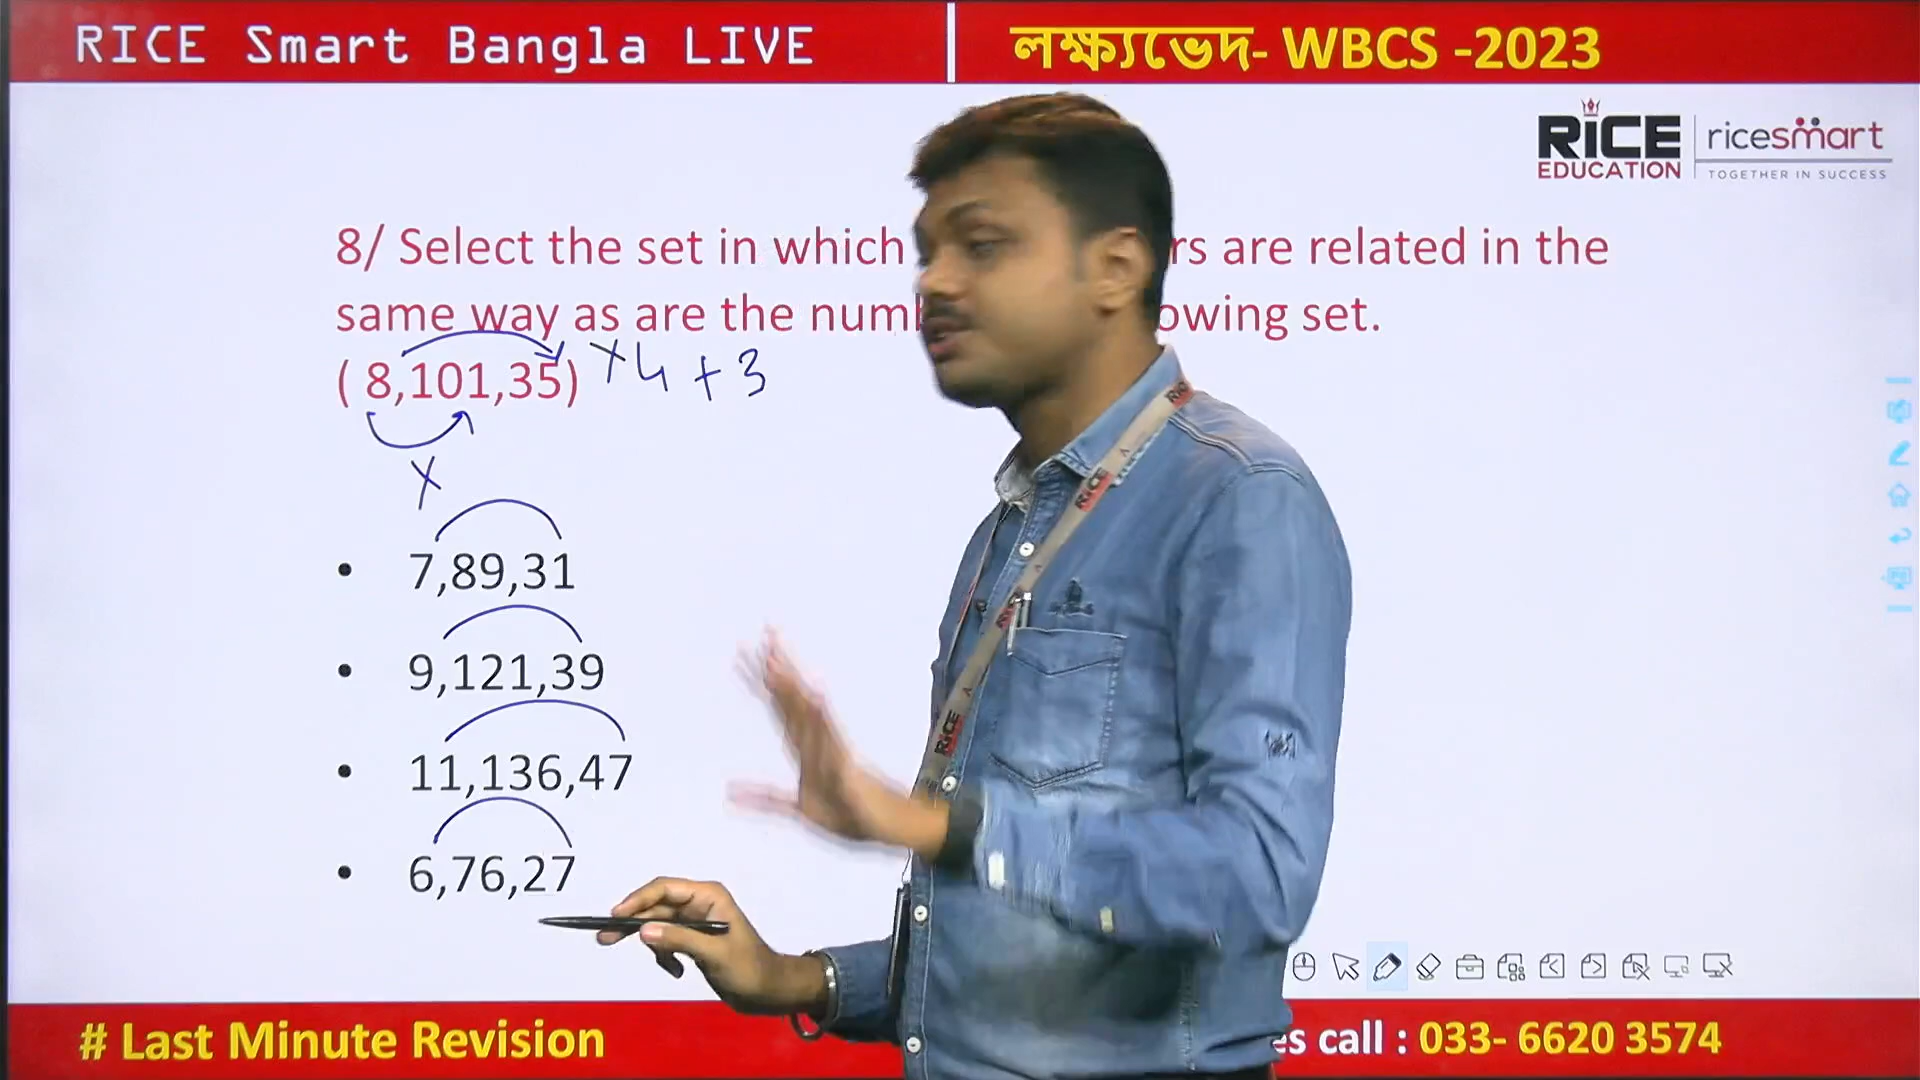 RICE Smart Bangla LIVE
লক্ষ্যভেদ- WBCS -2023
RICE EDUCATION
ricesmart
TOGETHER IN SUCCESS
8/ Select the set in which rs are related in the
same way as are the owing set.
( 8,101,35) ×4 +3
×
• 7,89,31
• 9,121,39
• 11,136,47
• 6,76,27
# Last Minute Revision
call : 033- 6620 3574